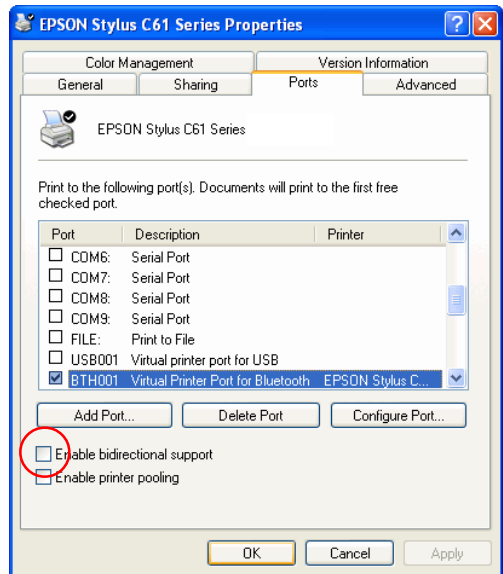 EPSON Stylus C61 Series Properties
Color Management Version Information
General Sharing Ports Advanced
EPSON Stylus C61 Series
Print to the following port(s). Documents will print to the first free
checked port.
Port Description Printer
COM6: Serial Port
COM7: Serial Port
COM8: Serial Port
COM9: Serial Port
FILE: Print to File
USB001 Virtual printer port for USB
BTH001 Virtual Printer Port for Bluetooth EPSON Stylus C...
Add Port... Delete Port Configure Port...
Enable bidirectional support
Enable printer pooling
OK Cancel Apply